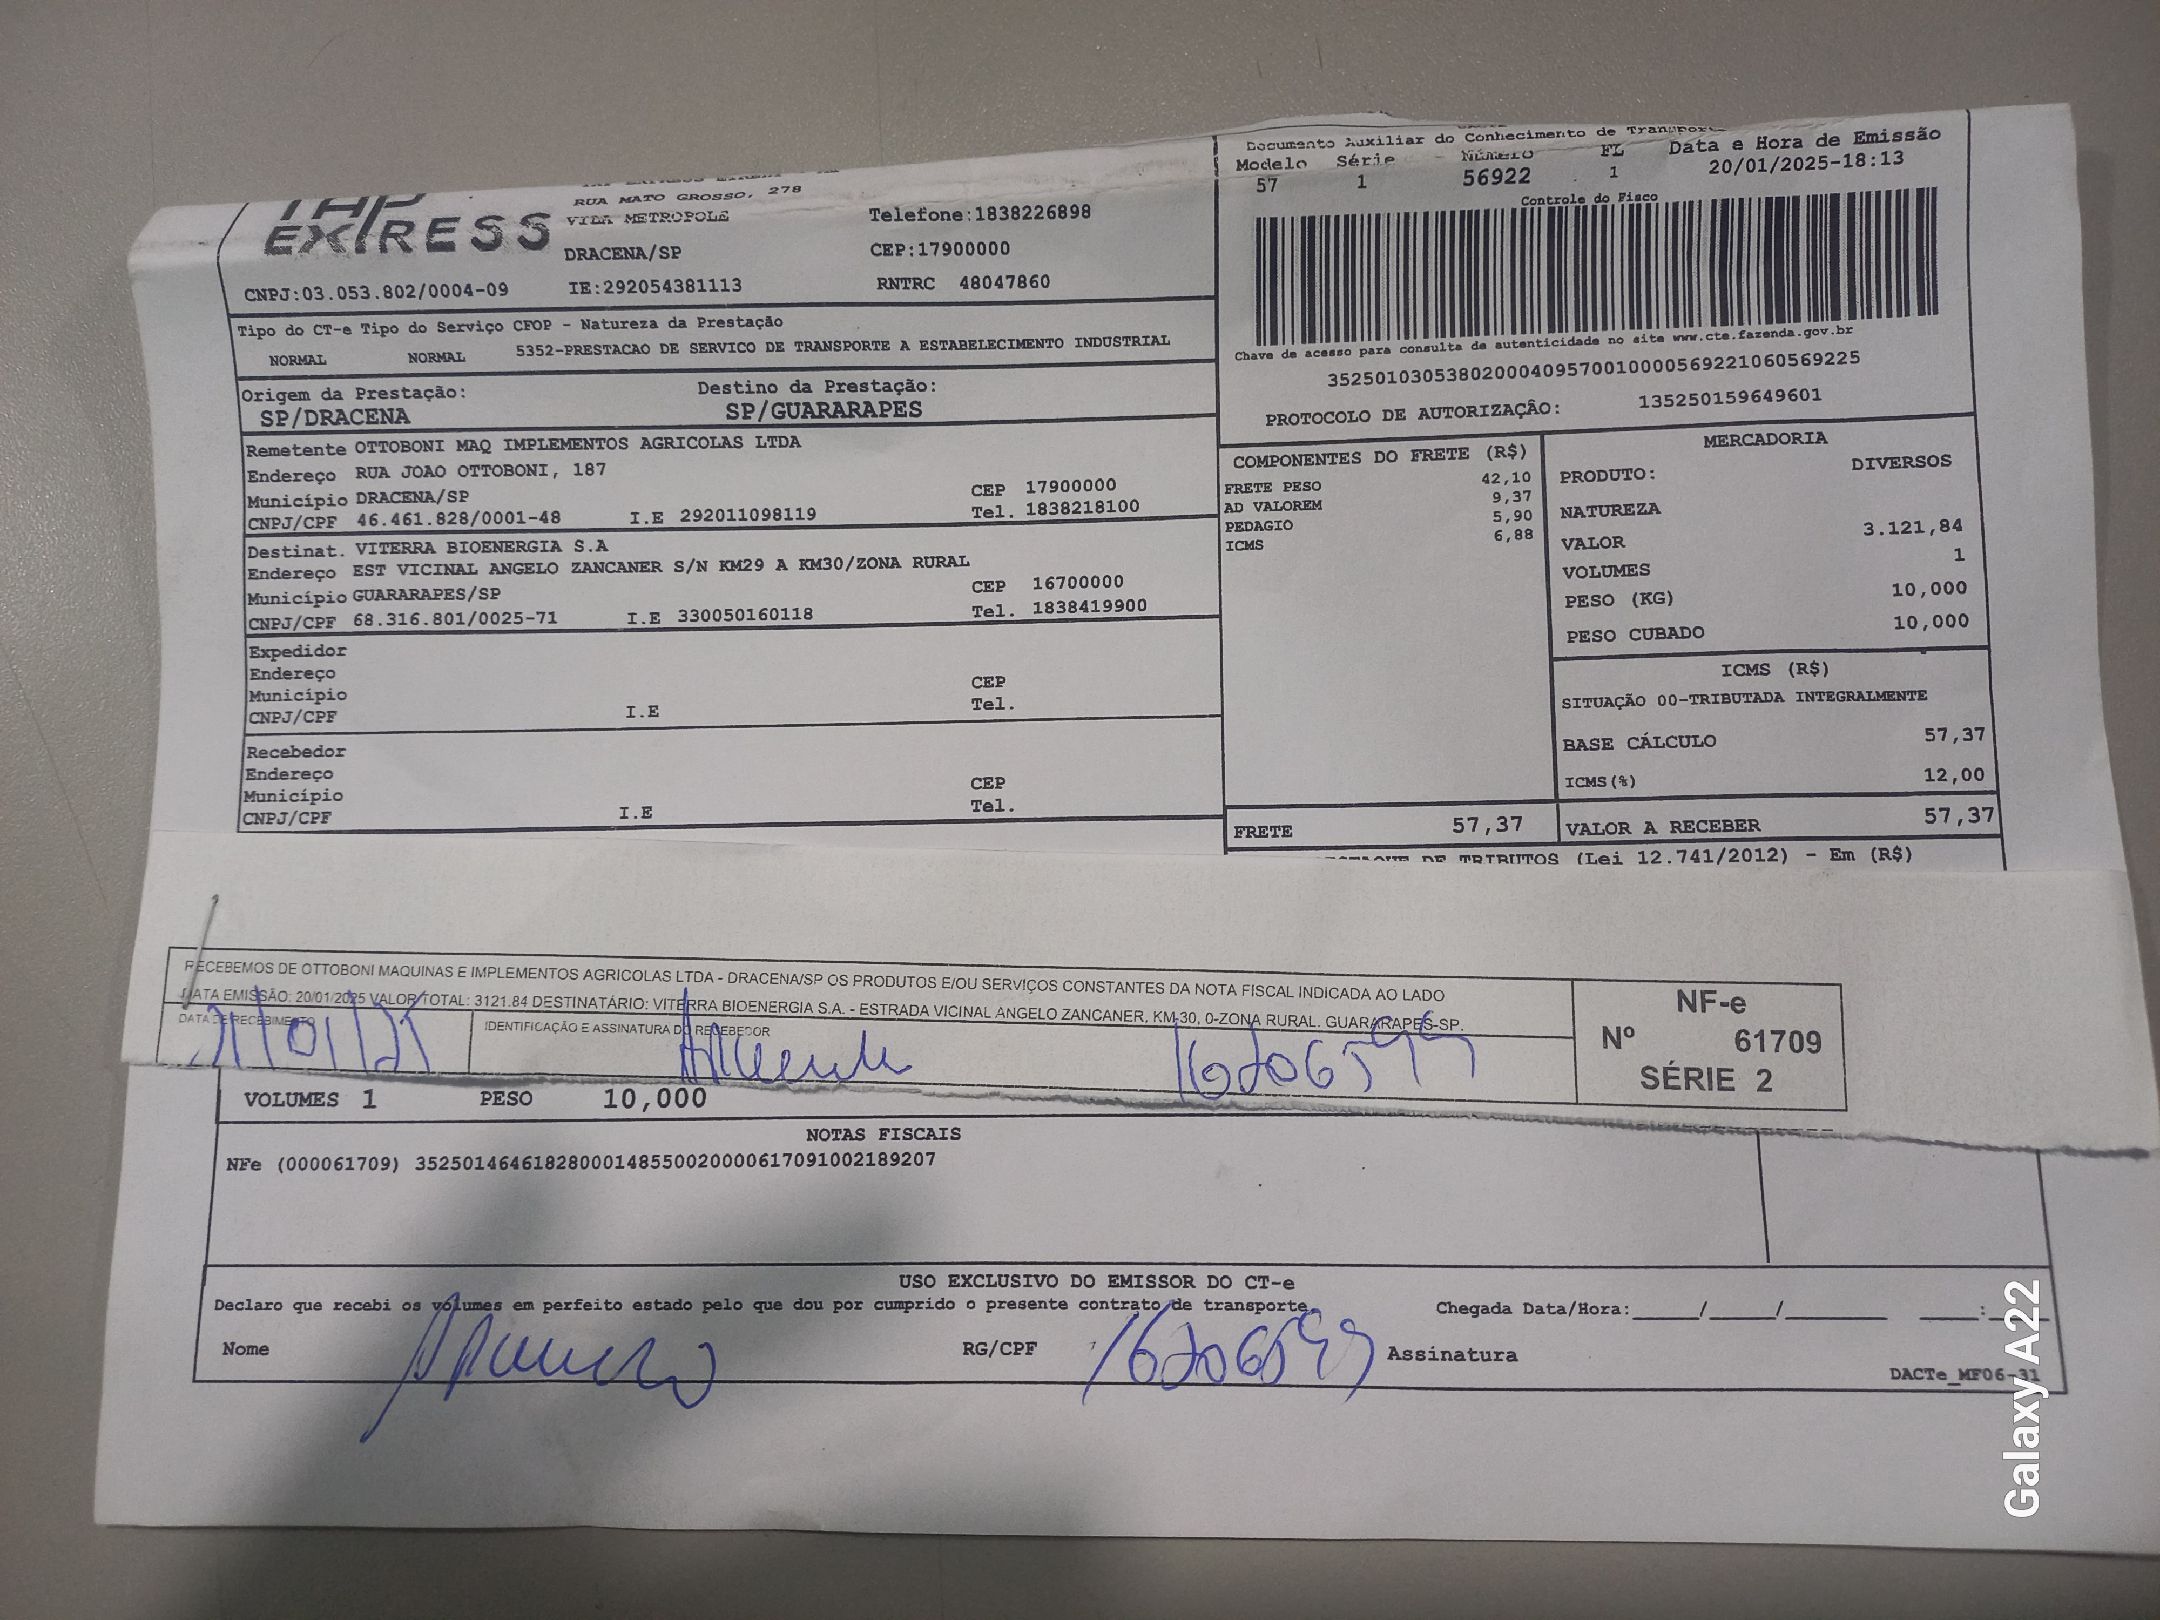 EXPRESS
RUA MATO GROSSO, 278
VILA METROPOLE
DRACENA/SP
Telefone:1838226898
CEP:17900000
CNPJ:03.053.802/0004-09 IE:292054381113 RNTRC 48047860
Documento Auxiliar do Conhecimento de Transporte
Modelo Série NÚMERO FL Data e Hora de Emissão
57 1 56922 1 20/01/2025-18:13
Controle do Fisco
Chave de acesso para consulta de autenticidade no site www.cte.fazenda.gov.br
35250103053802000409570010000569221060569225
PROTOCOLO DE AUTORIZAÇÃO: 135250159649601
Tipo do CT-e Tipo do Serviço CFOP - Natureza da Prestação
NORMAL NORMAL 5352-PRESTACAO DE SERVICO DE TRANSPORTE A ESTABELECIMENTO INDUSTRIAL
Origem da Prestação: Destino da Prestação:
SP/DRACENA SP/GUARARAPES
Remetente OTTOBONI MAQ IMPLEMENTOS AGRICOLAS LTDA
Endereço RUA JOAO OTTOBONI, 187
Município DRACENA/SP CEP 17900000
CNPJ/CPF 46.461.828/0001-48 I.E 292011098119 Tel. 1838218100
Destinat. VITERRA BIOENERGIA S.A
Endereço EST VICINAL ANGELO ZANCANER S/N KM29 A KM30/ZONA RURAL
Município GUARARAPES/SP CEP 16700000
CNPJ/CPF 68.316.801/0025-71 I.E 330050160118 Tel. 1838419900
Expedidor
Endereço
Município CEP
CNPJ/CPF I.E Tel.
Recebedor
Endereço
Município CEP
CNPJ/CPF I.E Tel.
COMPONENTES DO FRETE (R$)
FRETE PESO 42,10
AD VALOREM 9,37
PEDAGIO 5,90
ICMS 6,88
FRETE 57,37
MERCADORIA
PRODUTO: DIVERSOS
NATUREZA
VALOR 3.121,84
VOLUMES 1
PESO (KG) 10,000
PESO CUBADO 10,000
ICMS (R$)
SITUAÇÃO 00-TRIBUTADA INTEGRALMENTE
BASE CÁLCULO 57,37
ICMS(%) 12,00
VALOR A RECEBER 57,37
DE TRIBUTOS (Lei 12.741/2012) - Em (R$)
RECEBEMOS DE OTTOBONI MAQUINAS E IMPLEMENTOS AGRICOLAS LTDA - DRACENA/SP OS PRODUTOS E/OU SERVIÇOS CONSTANTES DA NOTA FISCAL INDICADA AO LADO
DATA EMISSÃO: 20/01/2025 VALOR TOTAL: 3121.84 DESTINATÁRIO: VITERRA BIOENERGIA S.A. - ESTRADA VICINAL ANGELO ZANCANER, KM-30, 0-ZONA RURAL. GUARARAPES-SP.
DATA DE RECEBIMENTO IDENTIFICAÇÃO E ASSINATURA DO RECEBEDOR
21/01/25
NF-e
Nº 61709
SÉRIE 2
VOLUMES 1 PESO 10,000
NOTAS FISCAIS
NFe (000061709) 35250146461828000148550020000617091002189207
USO EXCLUSIVO DO EMISSOR DO CT-e
Declaro que recebi os volumes em perfeito estado pelo que dou por cumprido o presente contrato de transporte. Chegada Data/Hora:____/____/______ ____:____
Nome RG/CPF Assinatura
DACTe_MF06-31
Galaxy A22